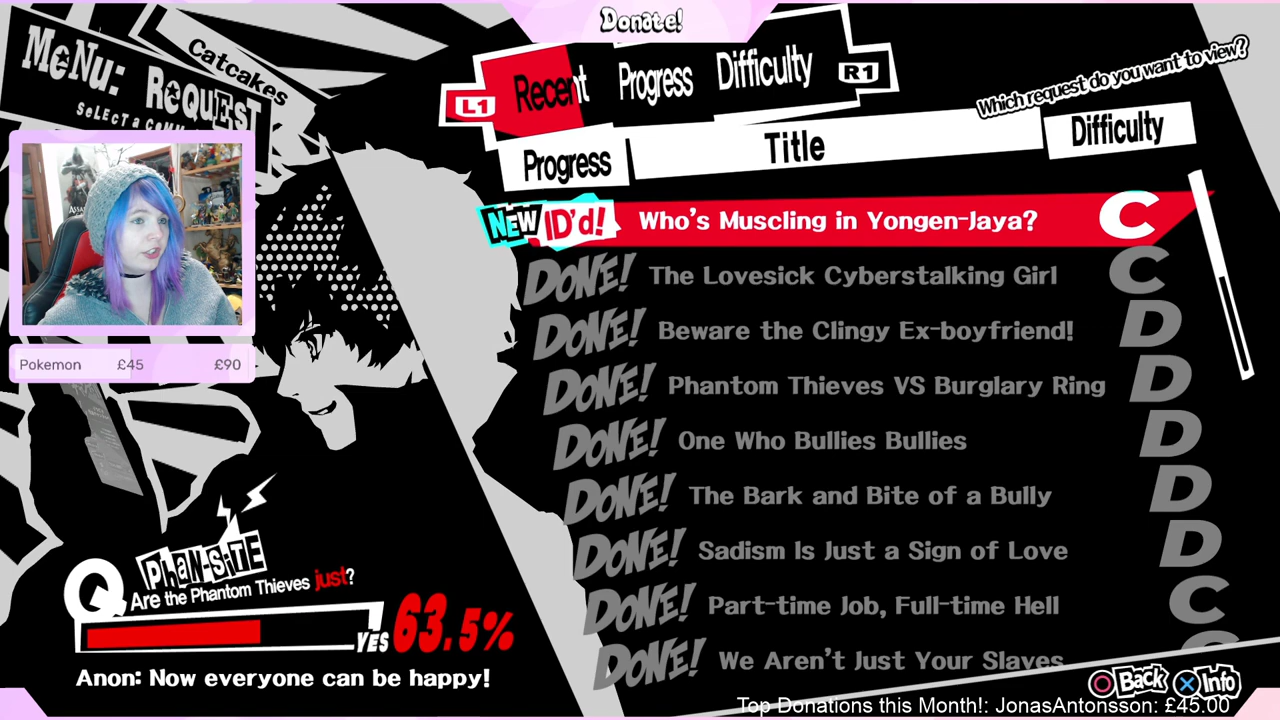 Donate!
MeNu: ReQuEST
SeLEcT a CoMM
Catcakes
L1 Recent Progress Difficulty R1
Which request do you want to view?
Progress Title Difficulty
NEW ID'd! Who's Muscling in Yongen-Jaya? C
DONE! The Lovesick Cyberstalking Girl C
DONE! Beware the Clingy Ex-boyfriend! D
DONE! Phantom Thieves VS Burglary Ring D
DONE! One Who Bullies Bullies D
DONE! The Bark and Bite of a Bully D
DONE! Sadism Is Just a Sign of Love D
DONE! Part-time Job, Full-time Hell C
DONE! We Aren't Just Your Slaves
Pokemon £45 £90
PhaN-SiTE
Q Are the Phantom Thieves just?
YES 63.5%
Anon: Now everyone can be happy!
Back Info
Top Donations this Month!: JonasAntonsson: £45.00